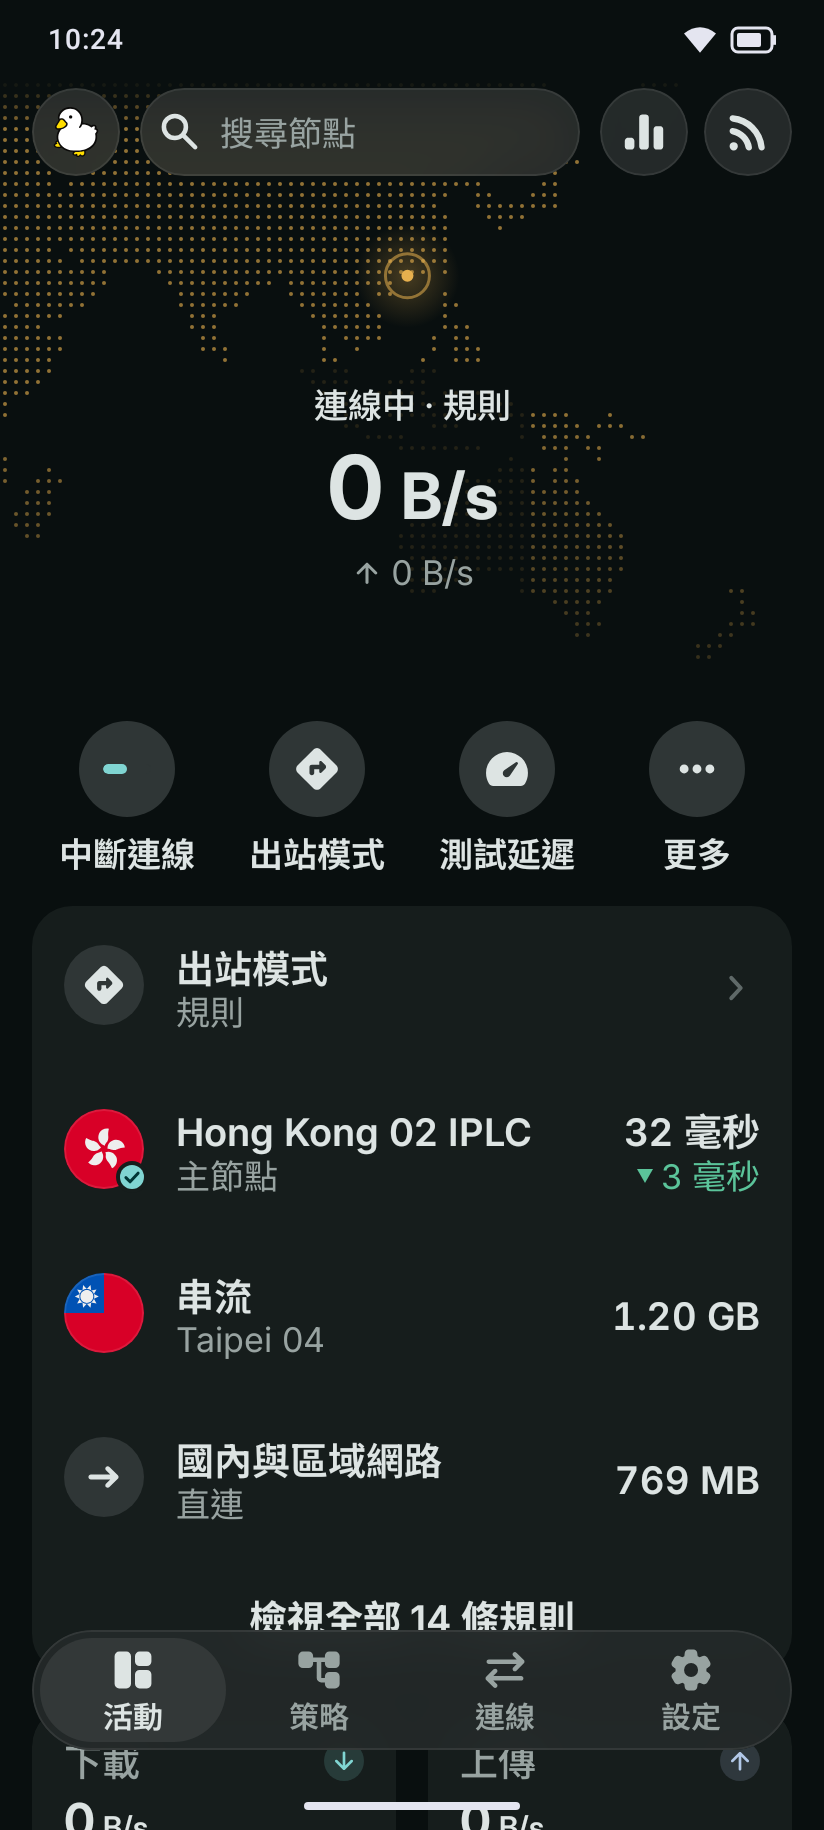 10:24
搜尋節點
連線中 · 規則
0 B/s
↑ 0 B/s
中斷連線 出站模式 測試延遲 更多
出站模式
規則
Hong Kong 02 IPLC 32 毫秒
主節點 ▼3 毫秒
串流
Taipei 04 1.20 GB
國內與區域網路
直連 769 MB
檢視全部 14 條規則
活動 策略 連線 設定
下載 上傳
0 B/s 0 B/s